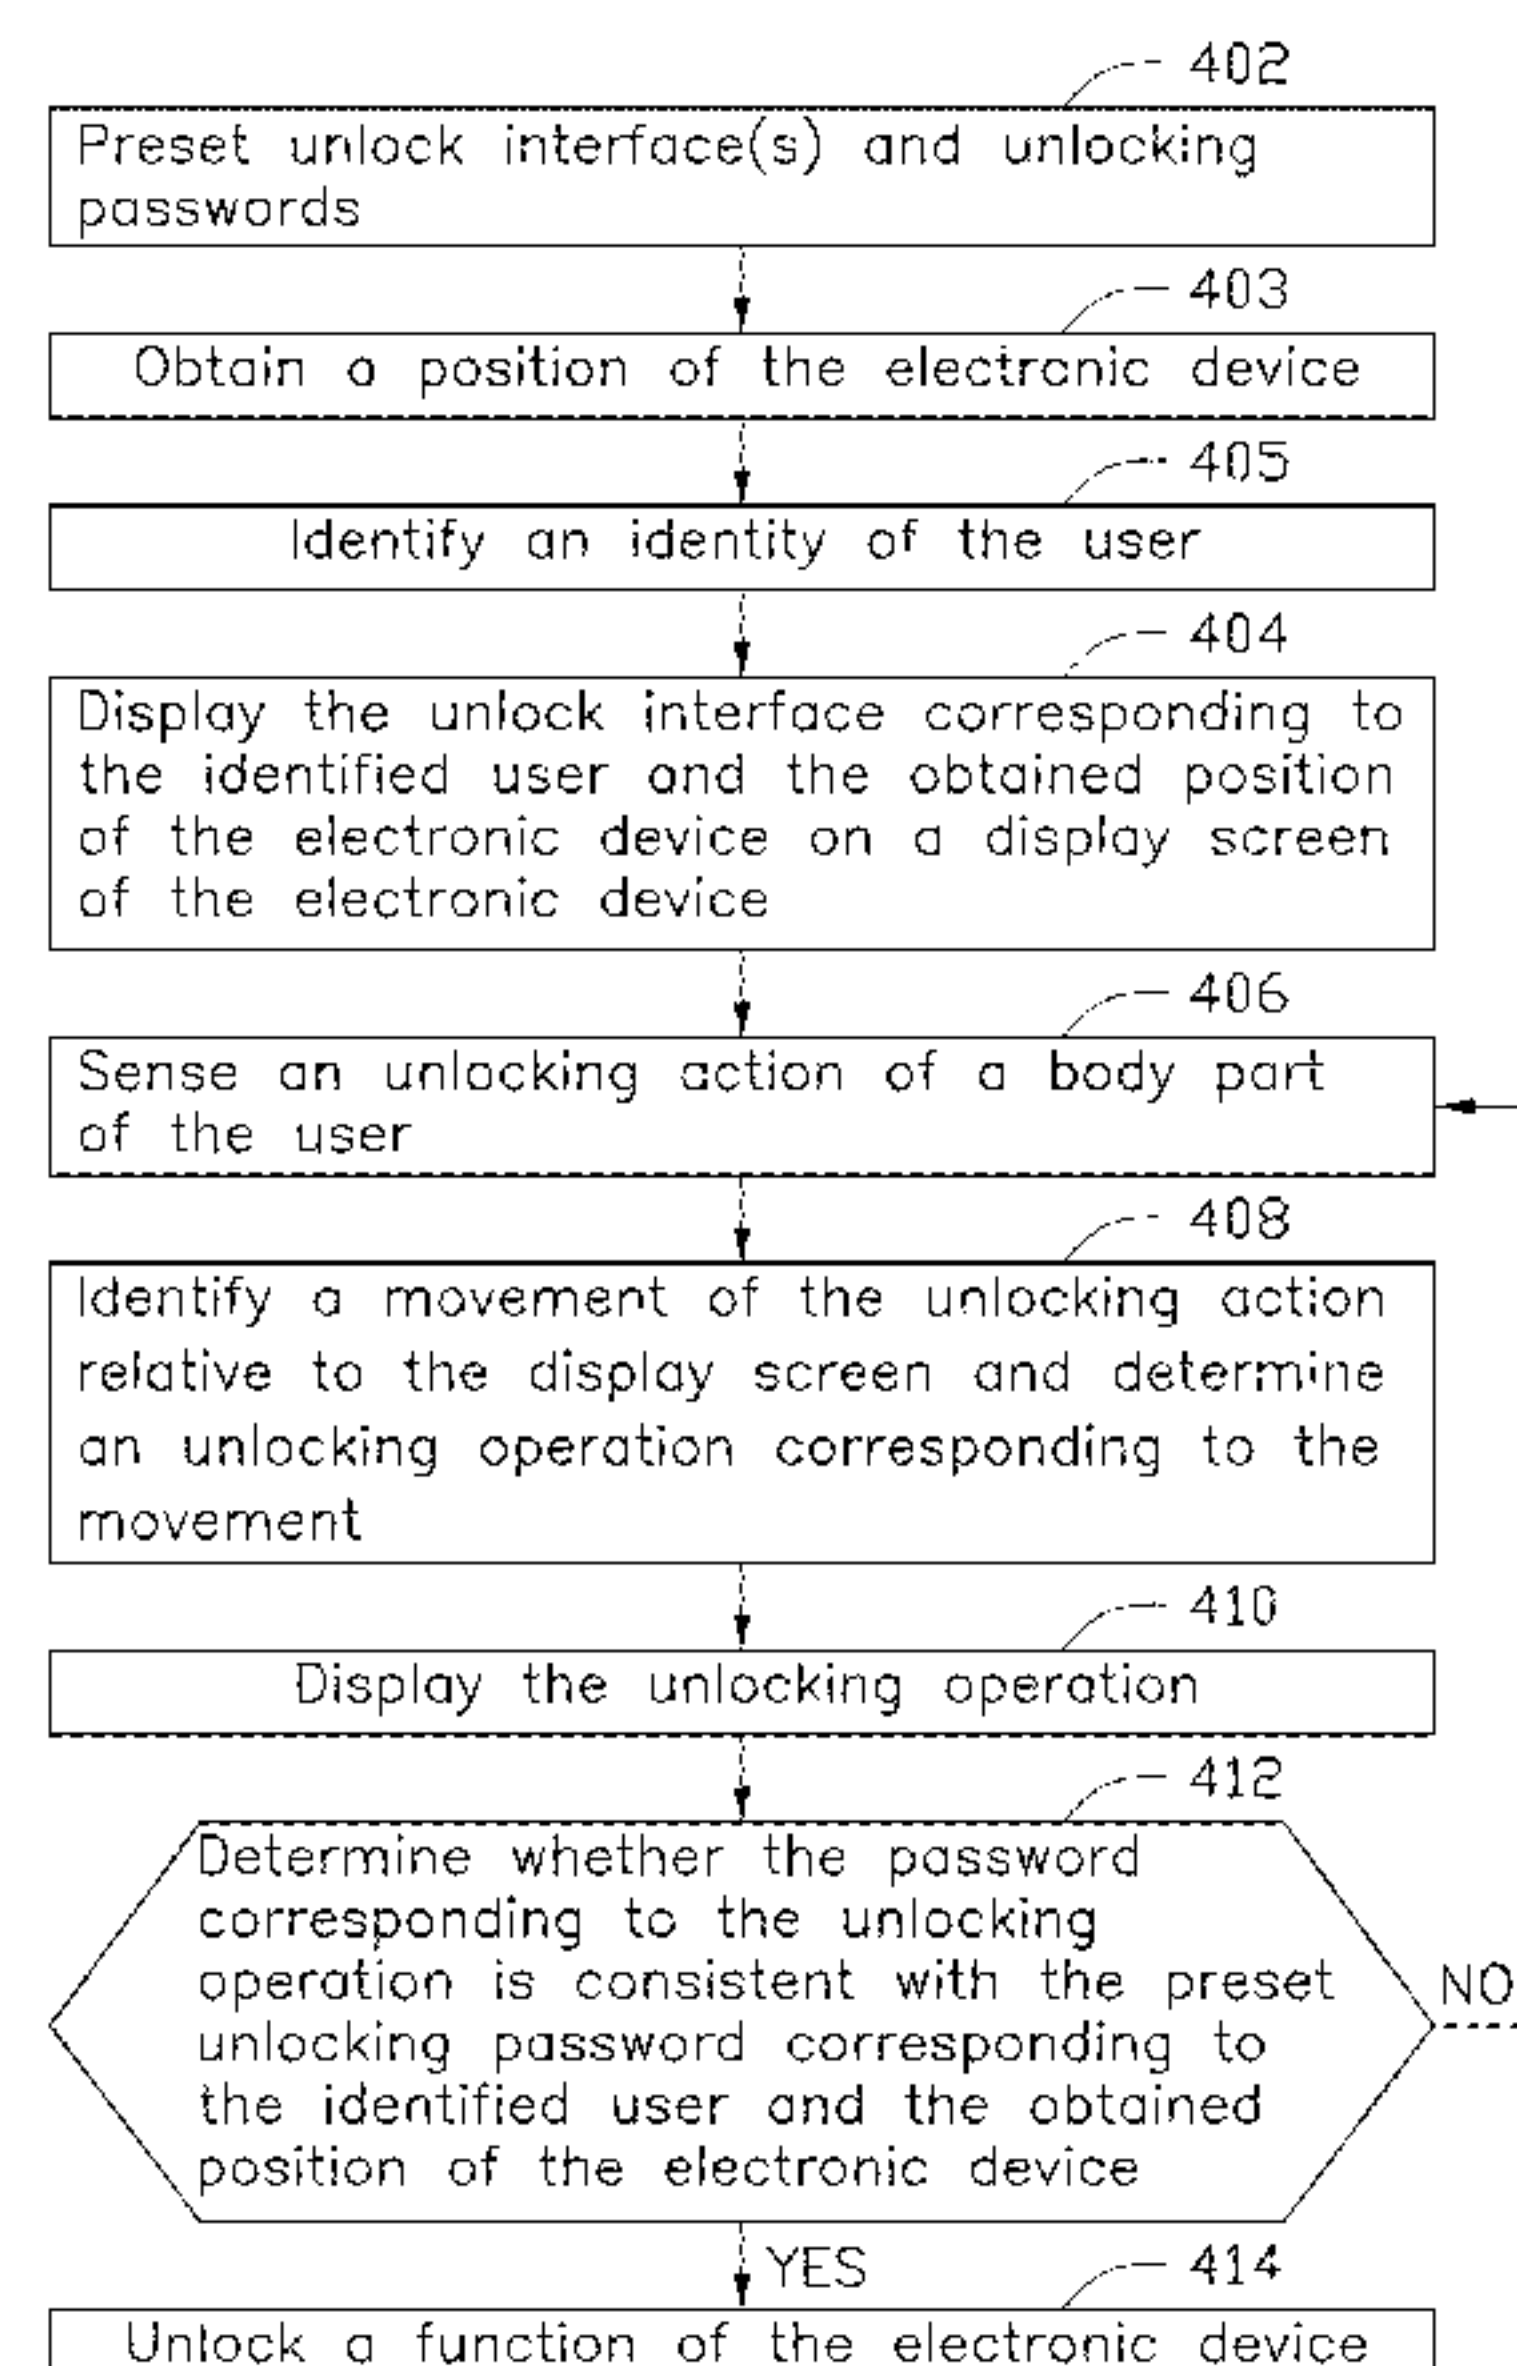 402
Preset unlock interface(s) and unlocking
passwords
403
Obtain a position of the electronic device
405
Identify an identity of the user
404
Display the unlock interface corresponding to
the identified user and the obtained position
of the electronic device on a display screen
of the electronic device
406
Sense an unlocking action of a body part
of the user
408
Identify a movement of the unlocking action
relative to the display screen and determine
an unlocking operation corresponding to the
movement
410
Display the unlocking operation
412
Determine whether the password
corresponding to the unlocking
operation is consistent with the preset
unlocking password corresponding to
the identified user and the obtained
position of the electronic device
NO
YES
414
Unlock a function of the electronic device